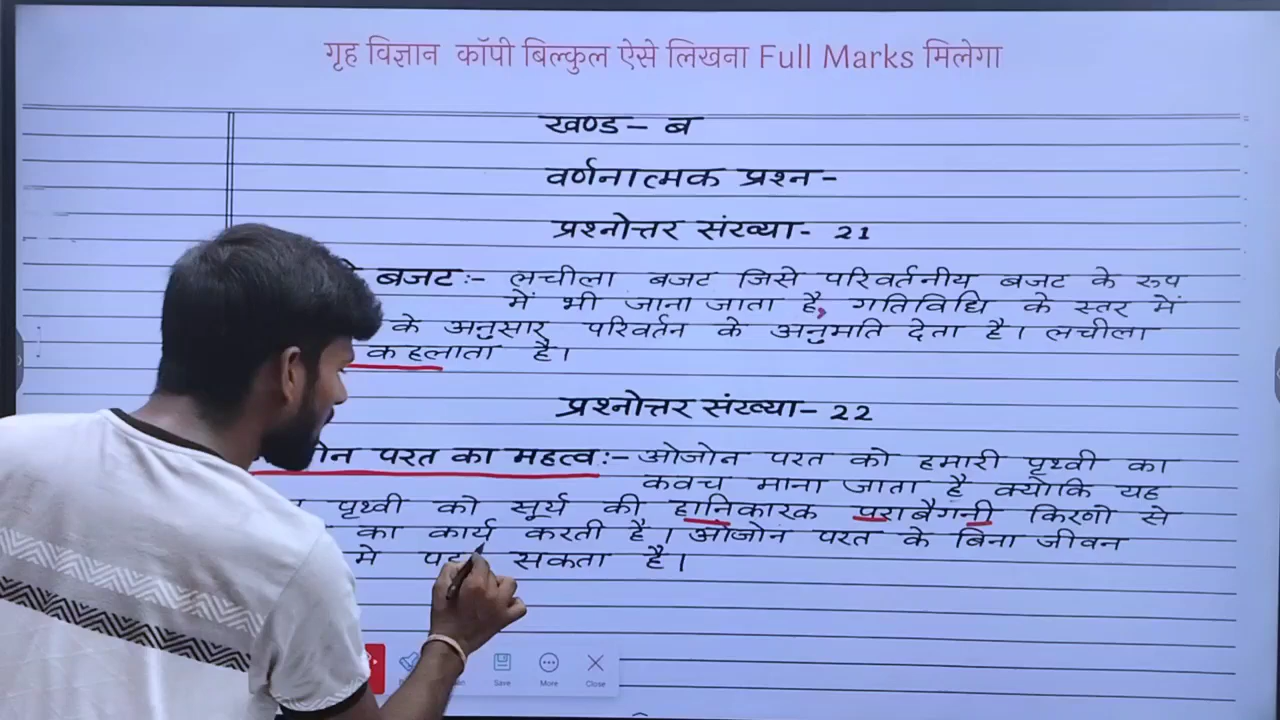 गृह विज्ञान कॉपी बिल्कुल ऐसे लिखना Full Marks मिलेगा
खण्ड - ब
वर्णनात्मक प्रश्न -
प्रश्नोत्तर संख्या - 21
बजट :- लचीला बजट जिसे परिवर्तनीय बजट के रूप
में भी जाना जाता है, गतिविधि के स्तर में
के अनुसार परिवर्तन के अनुमति देता है। लचीला
कहलाता है।
प्रश्नोत्तर संख्या - 22
परत का महत्व :- ओजोन परत को हमारी पृथ्वी का
कवच माना जाता है क्योकि यह
पृथ्वी को सूर्य की हानिकारक पराबैगनी किरणो से
का कार्य करती है। ओजोन परत के बिना जीवन
मे सकता है।
Save
More
Close